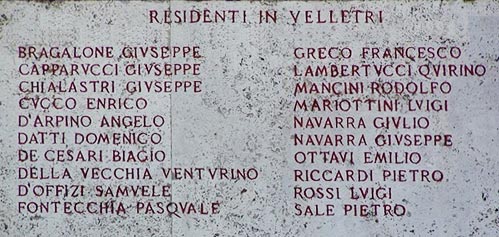 RESIDENTI IN VELLETRI
BRAGALONE GIVSEPPE
CAPPARVCCI GIVSEPPE
CHIALASTRI GIVSEPPE
CVCCO ENRICO
D'ARPINO ANGELO
DATTI DOMENICO
DE CESARI BIAGIO
DELLA VECCHIA VENTVRINO
D'OFFIZI SAMVELE
FONTECCHIA PASQVALE
GRECO FRANCESCO
LAMBERTVCCI QVIRINO
MANCINI RODOLFO
MARIOTTINI LVIGI
NAVARRA GIVLIO
NAVARRA GIVSEPPE
OTTAVI EMILIO
RICCARDI PIETRO
ROSSI LVIGI
SALE PIETRO